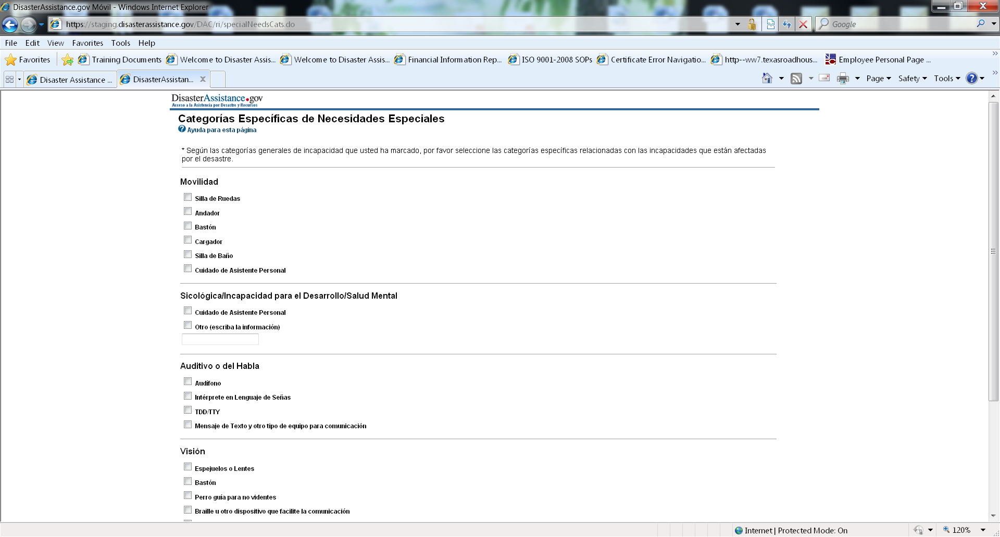 DisasterAssistance.gov Móvil - Windows Internet Explorer
https://staging.disasterassistance.gov/DAC/ri/specialNeedsCats.do
Google
File Edit View Favorites Tools Help
Favorites Training Documents Welcome to Disaster Assis... Welcome to Disaster Assis... Financial Information Rep... ISO 9001-2008 SOPs Certificate Error Navigatio... http--ww7.texasroadhous... Employee Personal Page ...
Disaster Assistance ... DisasterAssistan... Page Safety Tools
DisasterAssistance.gov
Acceso a la Asistencia por Desastre y Recursos
Categorías Específicas de Necesidades Especiales
Ayuda para esta página
* Según las categorías generales de incapacidad que usted ha marcado, por favor seleccione las categorías específicas relacionadas con las incapacidades que están afectadas
por el desastre.
Movilidad
Silla de Ruedas
Andador
Bastón
Cargador
Silla de Baño
Cuidado de Asistente Personal
Sicológica/Incapacidad para el Desarrollo/Salud Mental
Cuidado de Asistente Personal
Otro (escriba la información)
Auditivo o del Habla
Audífono
Intérprete en Lenguaje de Señas
TDD/TTY
Mensaje de Texto y otro tipo de equipo para comunicación
Visión
Espejuelos o Lentes
Bastón
Perro guía para no videntes
Braille u otro dispositivo que facilite la comunicación
Internet | Protected Mode: On
120%